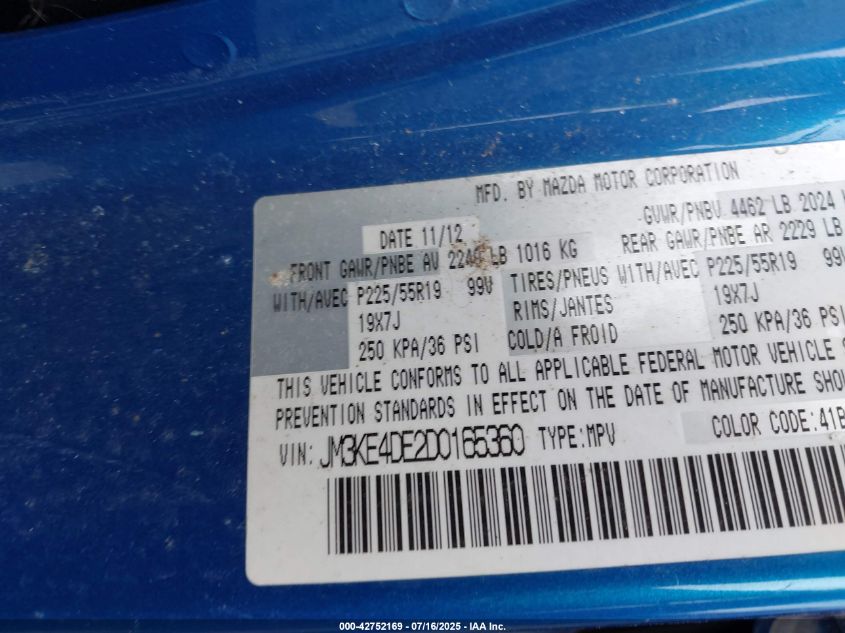 MFD. BY MAZDA MOTOR CORPORATION
DATE 11/12
GVWR/PNBV 4462 LB 2024
FRONT GAWR/PNBE AV LB 1016 KG
REAR GAWR/PNBE AR 2229 LB
WITH/AVEC P225/55R19 99V TIRES/PNEUS WITH/AVEC P225/55R19 99V
19X7J RIMS/JANTES 19X7J
250 KPA/36 PSI COLD/A FROID 250 KPA/36 PSI
THIS VEHICLE CONFORMS TO ALL APPLICABLE FEDERAL MOTOR VEHICLE
PREVENTION STANDARDS IN EFFECT ON THE DATE OF MANUFACTURE
VIN: JM3KE4DE2D0165360 TYPE:MPV COLOR CODE:41B
000-42752169 - 07/16/2025 - IAA Inc.